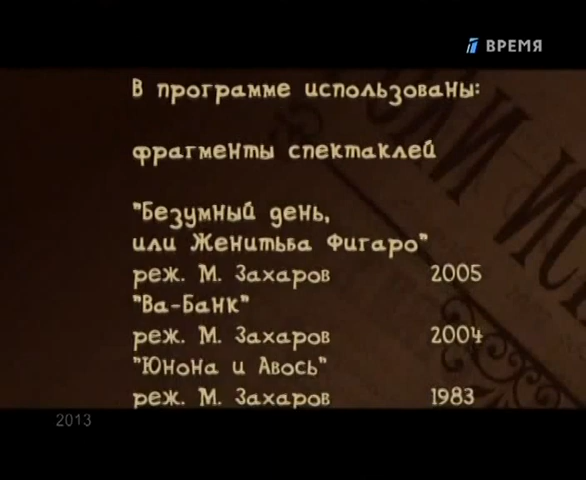 ВРЕМЯ
В программе использованы:
фрагменты спектаклей
"Безумный день,
или Женитьба Фигаро"
реж. М. Захаров 2005
"Ва-Банк"
реж. М. Захаров 2004
"Юнона и Авось"
реж. М. Захаров 1983
2013